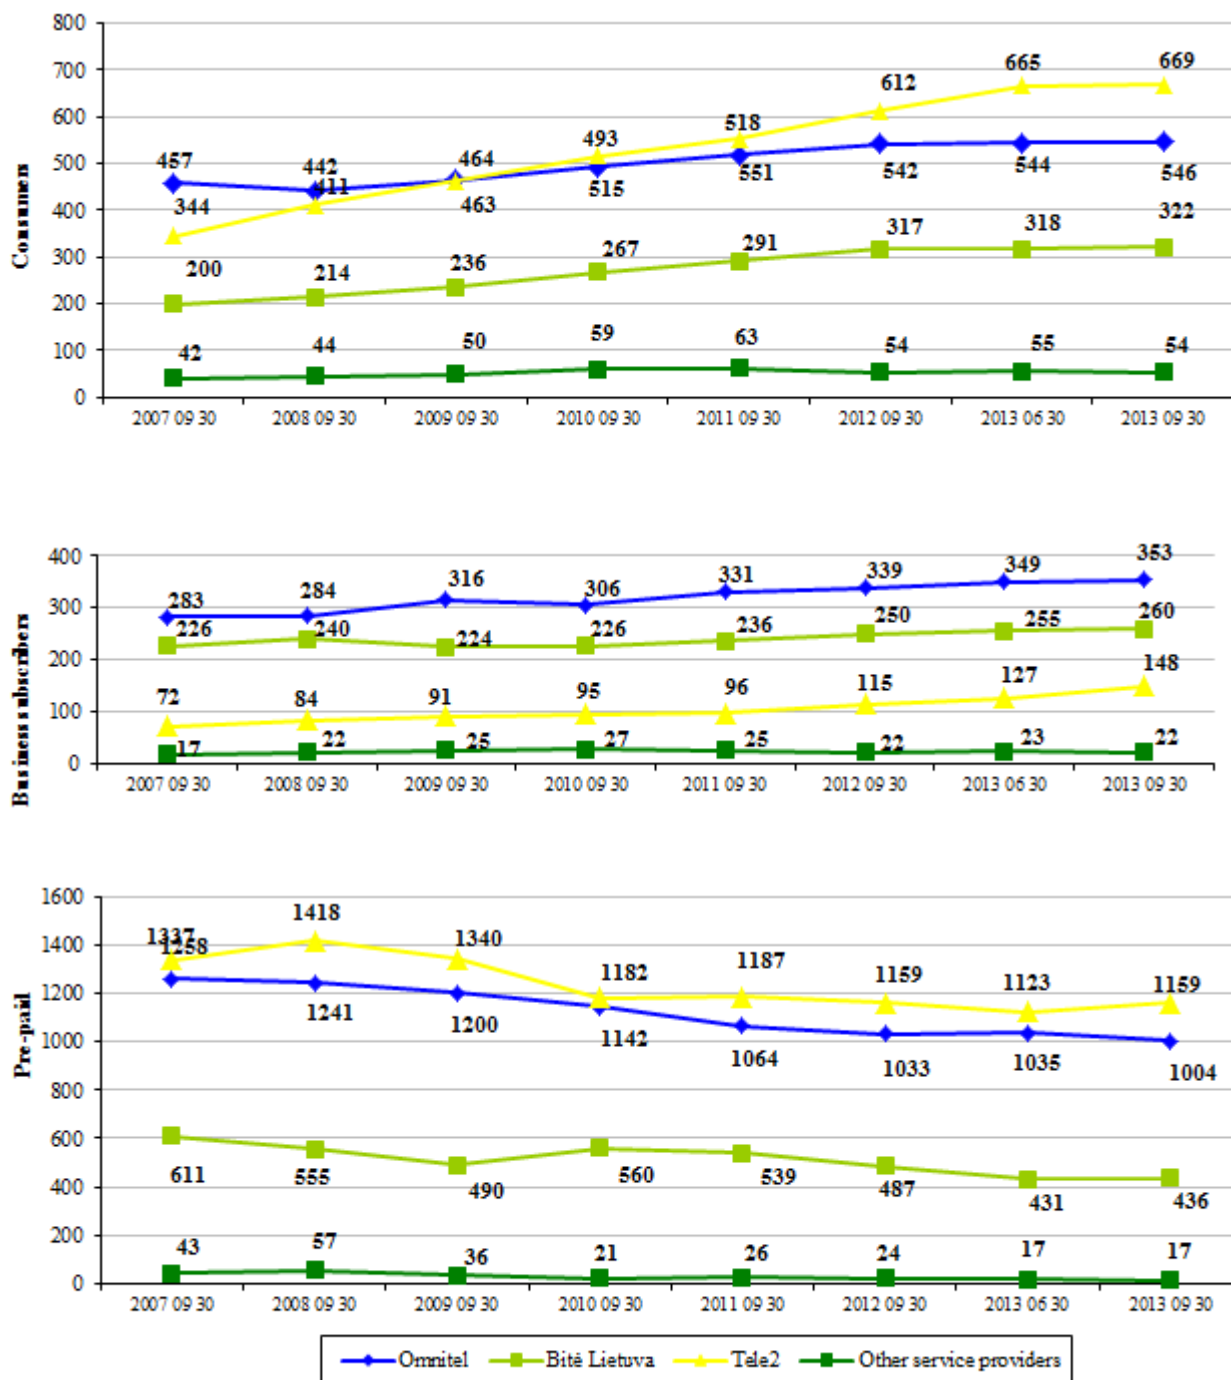 Consumen
800
700
600
500
400
300
200
100
0
457 442 464 493 518 612 665 669
344 411 463 515 551 542 544 546
200 214 236 267 291 317 318 322
42 44 50 59 63 54 55 54
2007 09 30 2008 09 30 2009 09 30 2010 09 30 2011 09 30 2012 09 30 2013 06 30 2013 09 30
Business subscribers
400
300
200
100
0
283 284 316 306 331 339 349 353
226 240 224 226 236 250 255 260
72 84 91 95 96 115 127 148
17 22 25 27 25 22 23 22
2007 09 30 2008 09 30 2009 09 30 2010 09 30 2011 09 30 2012 09 30 2013 06 30 2013 09 30
Pre-paid
1600
1400
1200
1000
800
600
400
200
0
1337 1418 1340 1182 1187 1159 1123 1159
1258 1241 1200 1142 1064 1033 1035 1004
611 555 490 560 539 487 431 436
43 57 36 21 26 24 17 17
2007 09 30 2008 09 30 2009 09 30 2010 09 30 2011 09 30 2012 09 30 2013 06 30 2013 09 30
Omnitel Bitė Lietuva Tele2 Other service providers